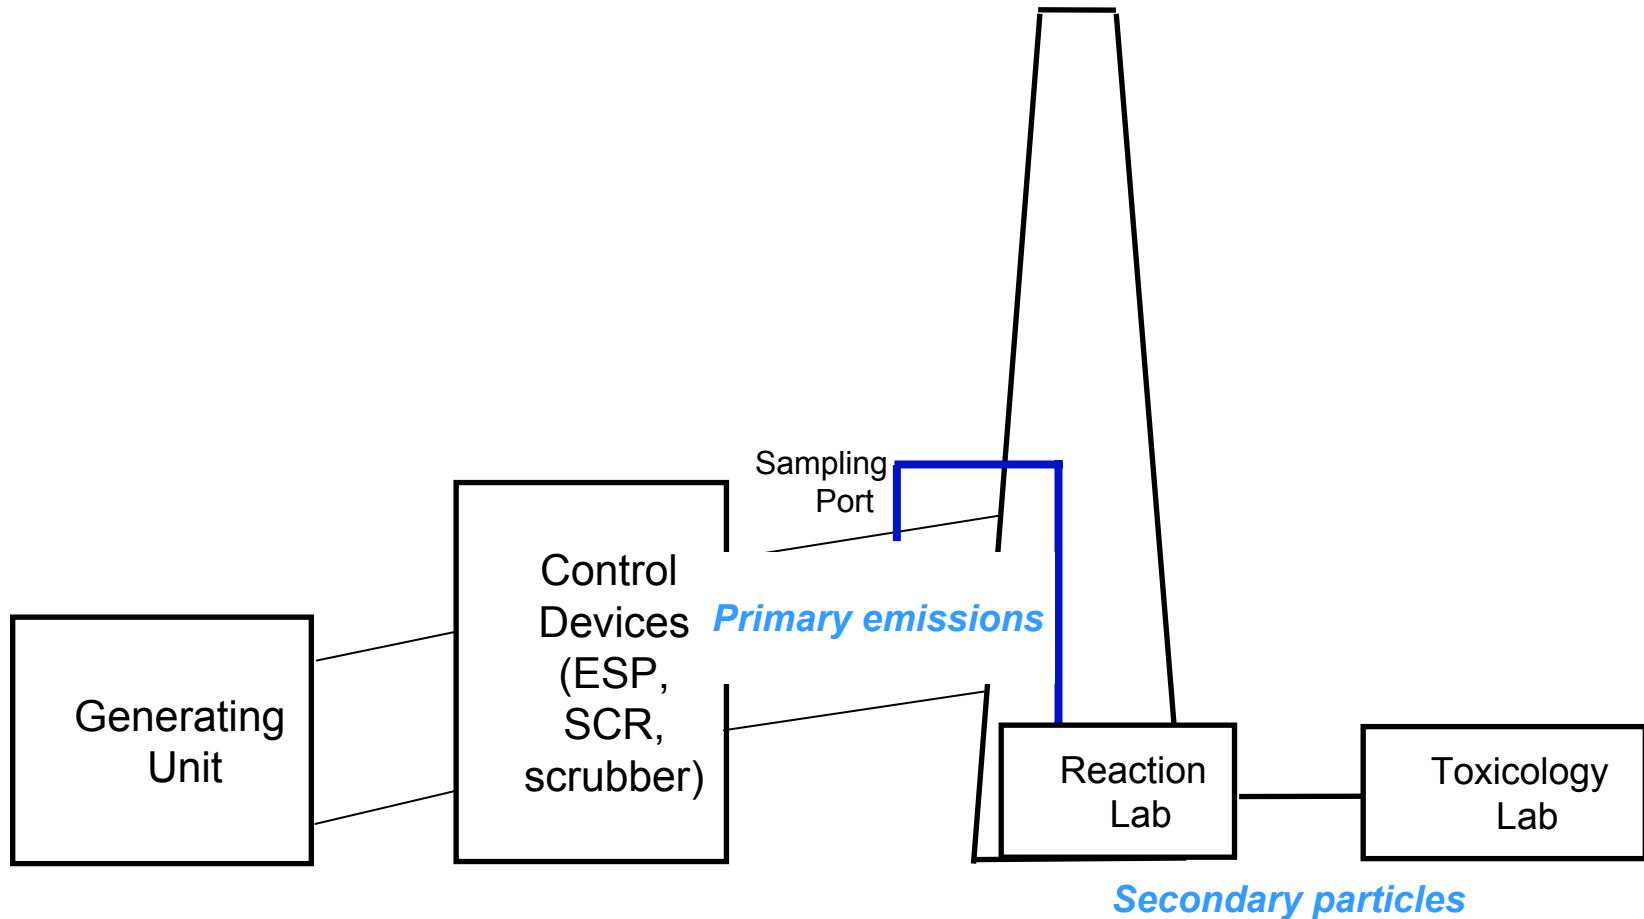 Sampling
Port
Control
Devices
(ESP,
SCR,
scrubber)
Primary emissions
Generating
Unit
Reaction
Lab
Toxicology
Lab
Secondary particles